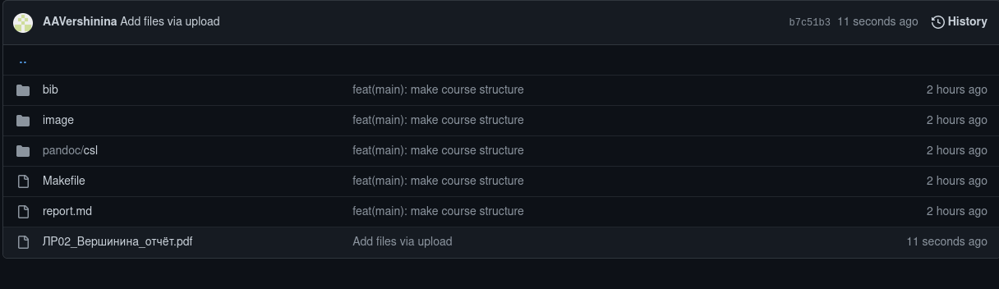 AAVershinina Add files via upload b7c51b3 11 seconds ago History
..
bib feat(main): make course structure 2 hours ago
image feat(main): make course structure 2 hours ago
pandoc/csl feat(main): make course structure 2 hours ago
Makefile feat(main): make course structure 2 hours ago
report.md feat(main): make course structure 2 hours ago
ЛР02_Вершинина_отчёт.pdf Add files via upload 11 seconds ago